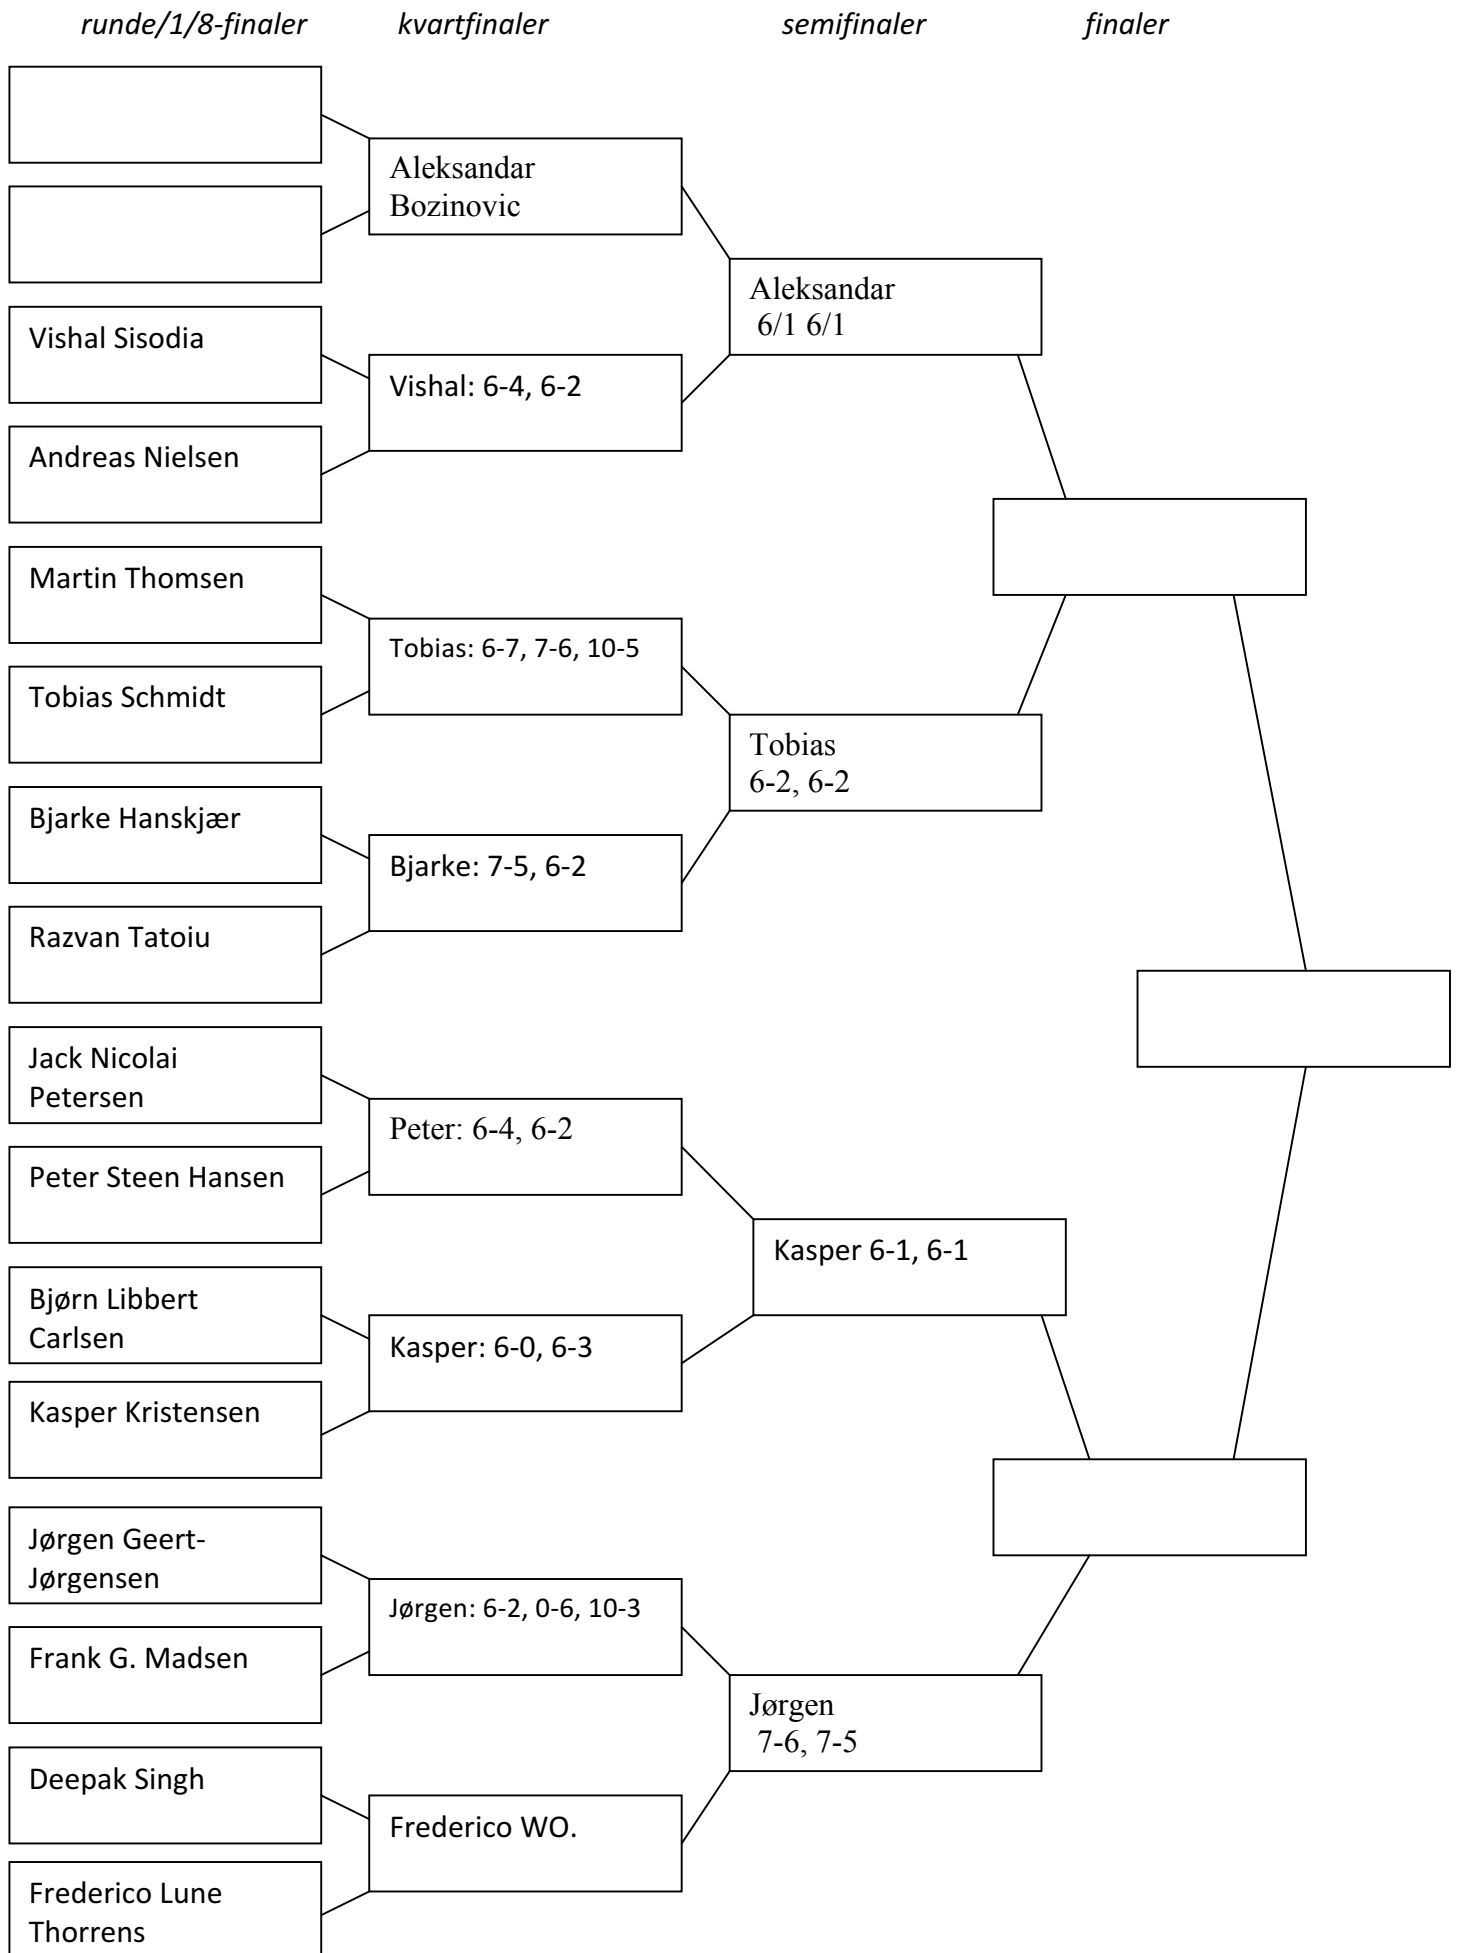 runde/1/8-finaler kvartfinaler semifinaler finaler
Aleksandar
Bozinovic
Aleksandar
6/1 6/1
Vishal Sisodia
Vishal: 6-4, 6-2
Andreas Nielsen
Martin Thomsen
Tobias: 6-7, 7-6, 10-5
Tobias Schmidt
Tobias
6-2, 6-2
Bjarke Hanskjær
Bjarke: 7-5, 6-2
Razvan Tatoiu
Jack Nicolai
Petersen
Peter: 6-4, 6-2
Peter Steen Hansen
Kasper 6-1, 6-1
Bjørn Libbert
Carlsen
Kasper: 6-0, 6-3
Kasper Kristensen
Jørgen Geert-
Jørgensen
Jørgen: 6-2, 0-6, 10-3
Frank G. Madsen
Jørgen
7-6, 7-5
Deepak Singh
Frederico WO.
Frederico Lune
Thorrens